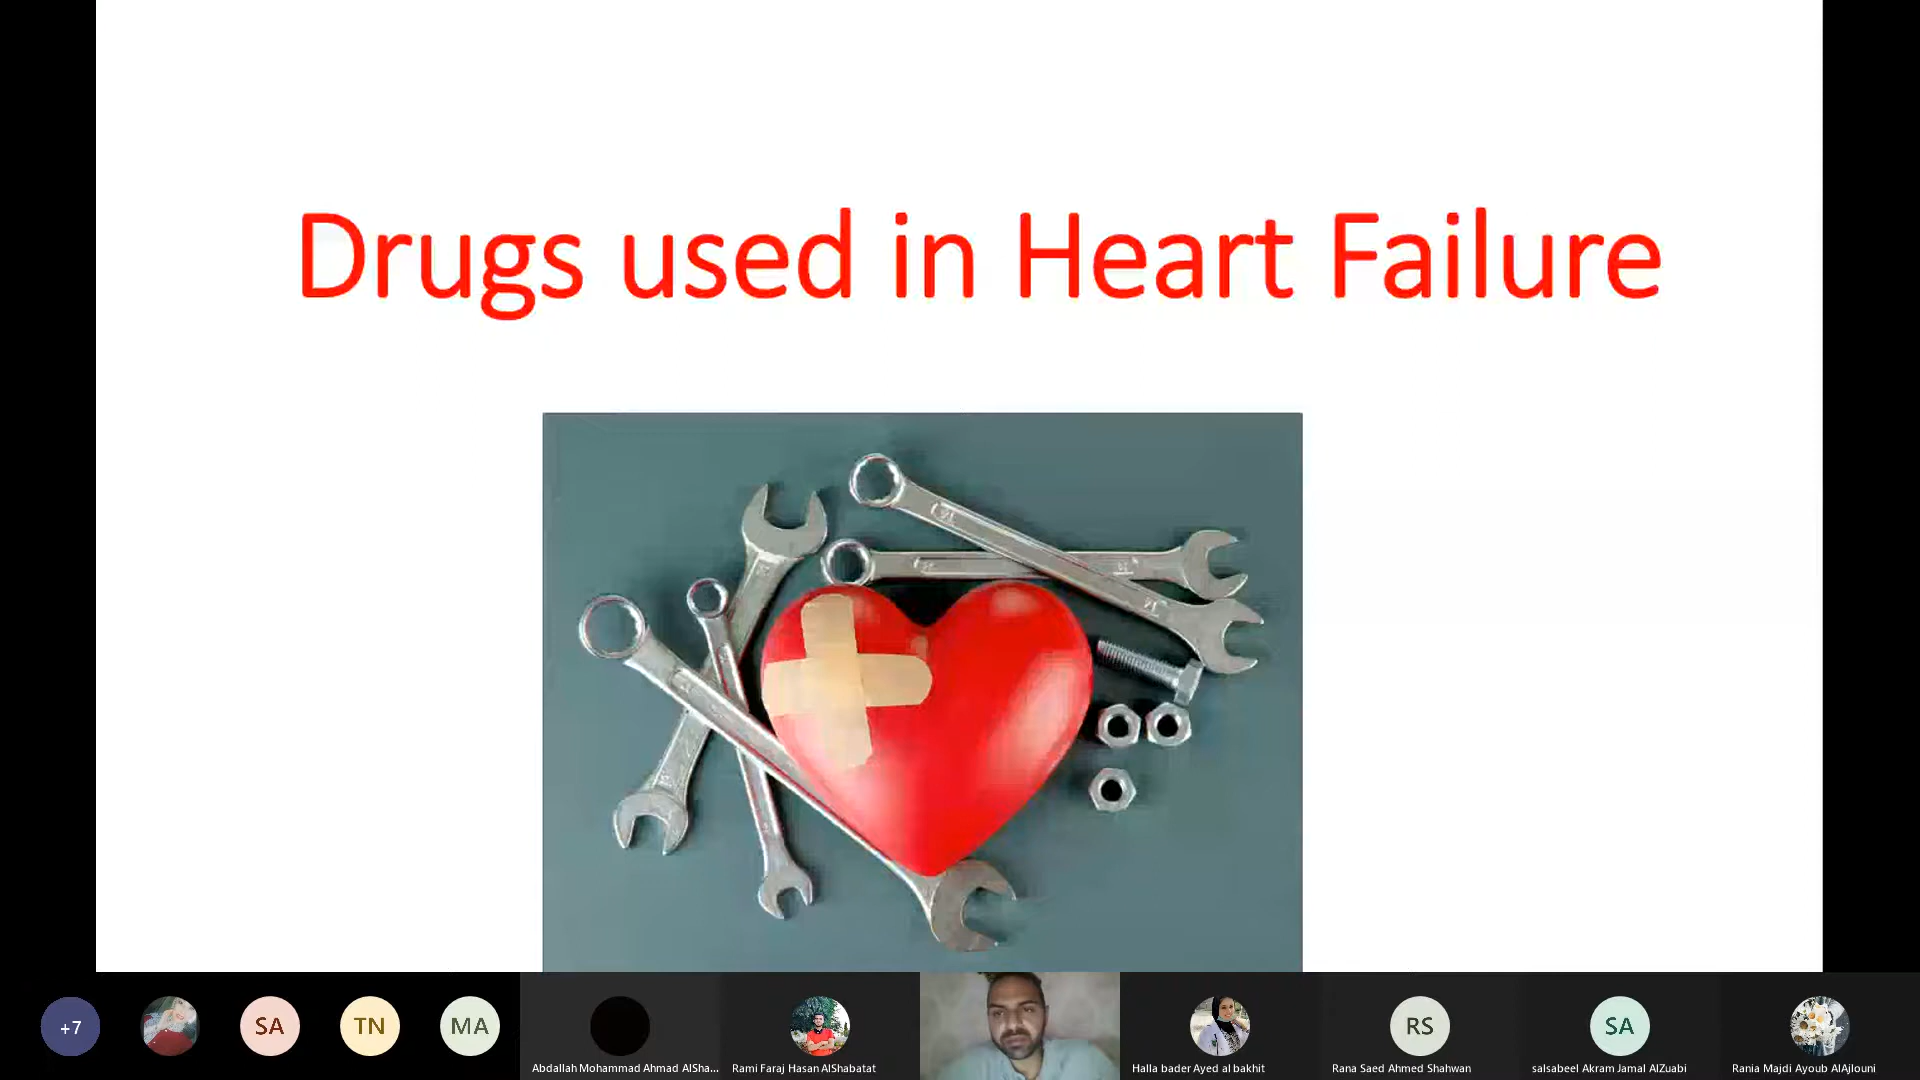 Drugs used in Heart Failure
+7
SA
TN
MA
RS
SA
Abdallah Mohammad Ahmad AlSha...
Rami Faraj Hasan AlShabatat
Halla bader Ayed al bakhit
Rana Saed Ahmed Shahwan
salsabeel Akram Jamal AlZuabi
Rania Majdi Ayoub AlAjlouni